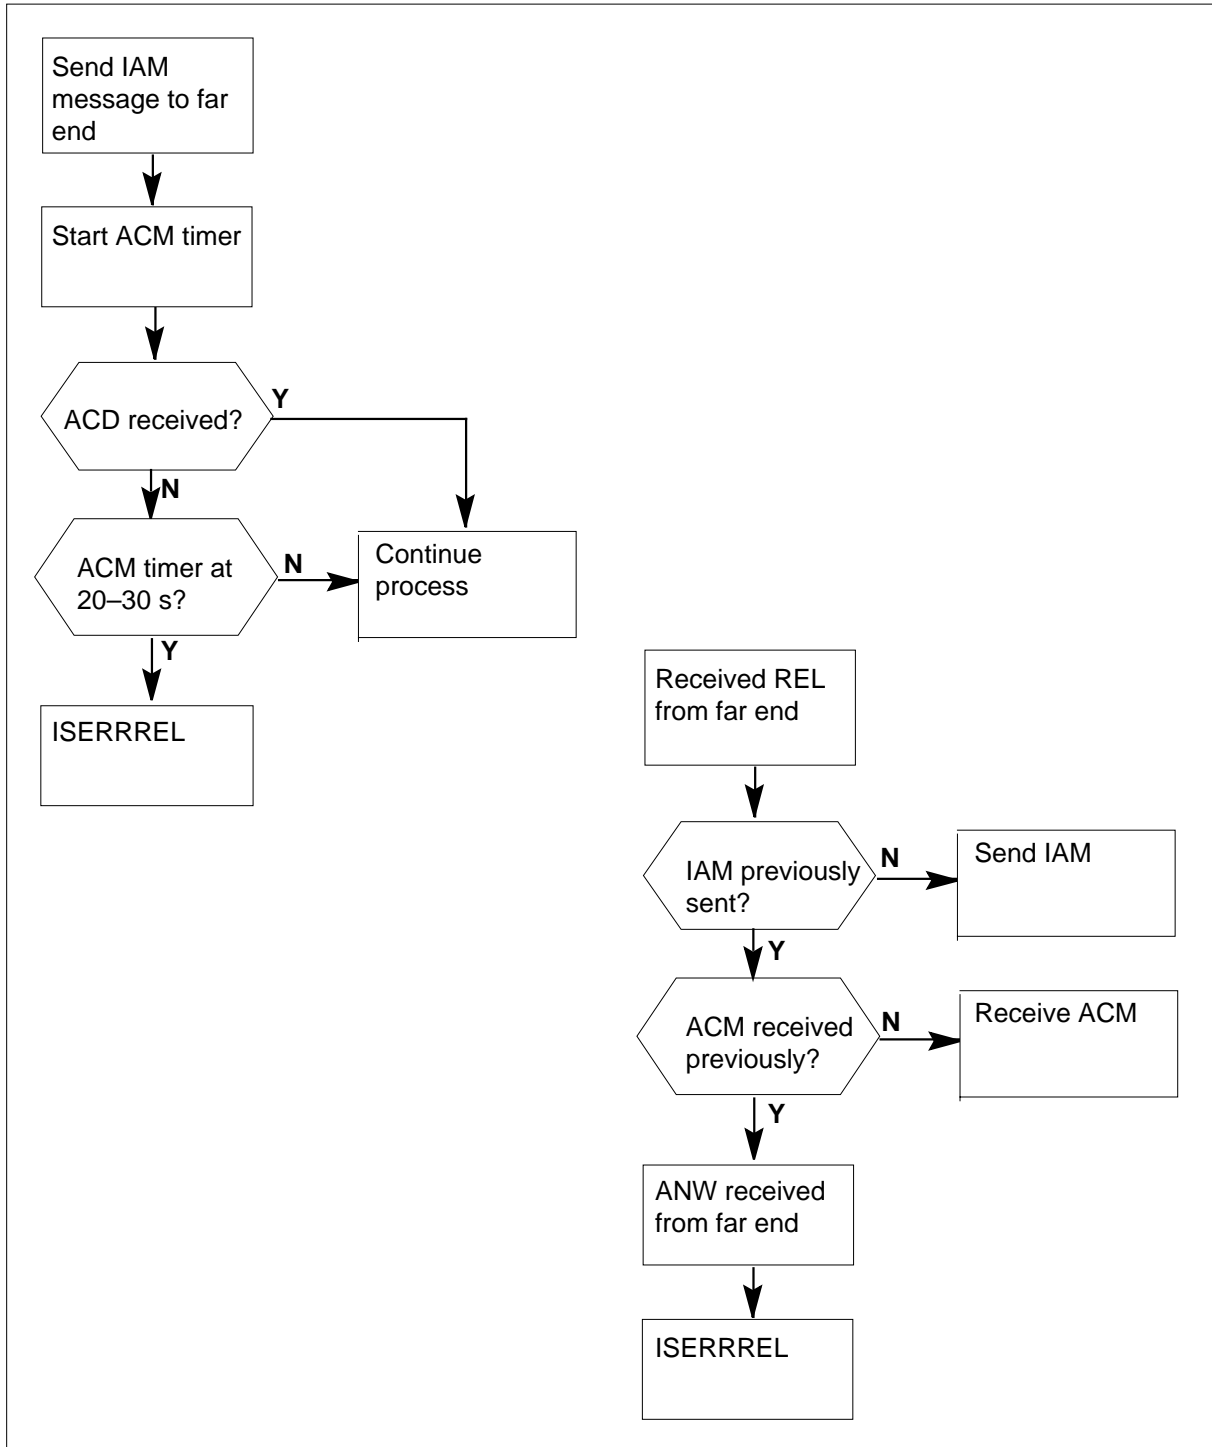 Send IAM
message to far
end
Start ACM timer
ACD received?
Y
N
ACM timer at
20–30 s?
N
Continue
process
Y
ISERRREL
Received REL
from far end
IAM previously
sent?
N
Send IAM
Y
ACM received
previously?
N
Receive ACM
Y
ANW received
from far end
ISERRREL